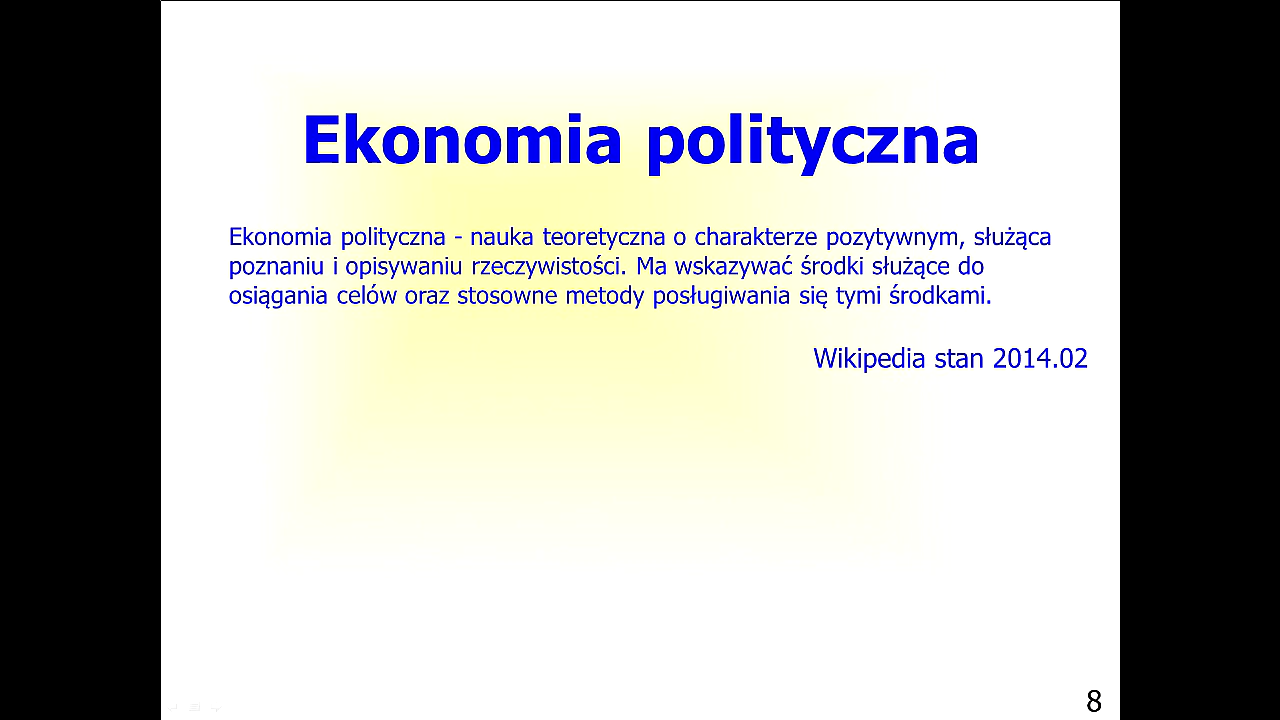 Ekonomia polityczna
Ekonomia polityczna - nauka teoretyczna o charakterze pozytywnym, służąca
poznaniu i opisywaniu rzeczywistości. Ma wskazywać środki służące do
osiągania celów oraz stosowne metody posługiwania się tymi środkami.
Wikipedia stan 2014.02
8